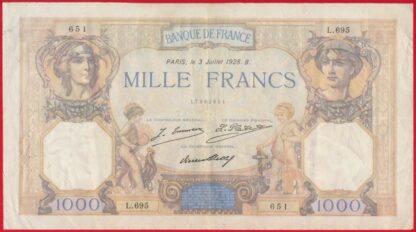 BANQUE DE FRANCE
651
L.695
PARIS, le 3 Juillet 1928. B.
MILLE FRANCS
1000
L.695
651
1000